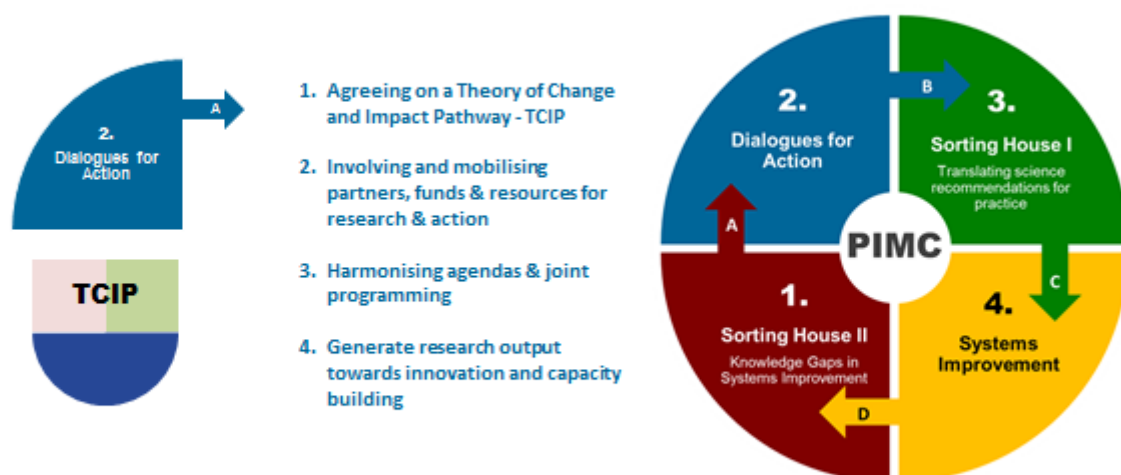 2.
Dialogues for
Action
A
TCIP
1. Agreeing on a Theory of Change
and Impact Pathway - TCIP
2. Involving and mobilising
partners, funds & resources for
research & action
3. Harmonising agendas & joint
programming
4. Generate research output
towards innovation and capacity
building
2.
Dialogues for
Action
B
3.
Sorting House I
Translating science
recommendations for
practice
A
PIMC
C
1.
Sorting House II
Knowledge Gaps in
Systems Improvement
4.
Systems
Improvement
D